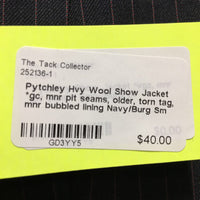 The Tack Collector
252136-1
Pytchley Hvy Wool Show Jacket
*gc, mnr pit seams, older, torn tag,
mnr bubbled lining Navy/Burg Sm
GD3YY5
$40.00